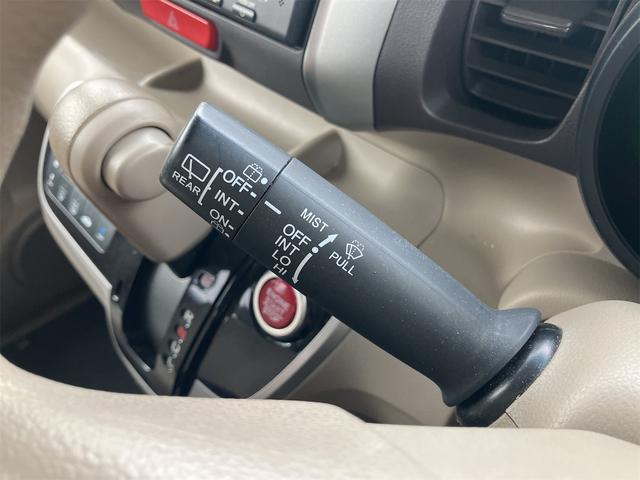 REAR
OFF
INT
ON
MIST
OFF
INT
LO
HI
PULL